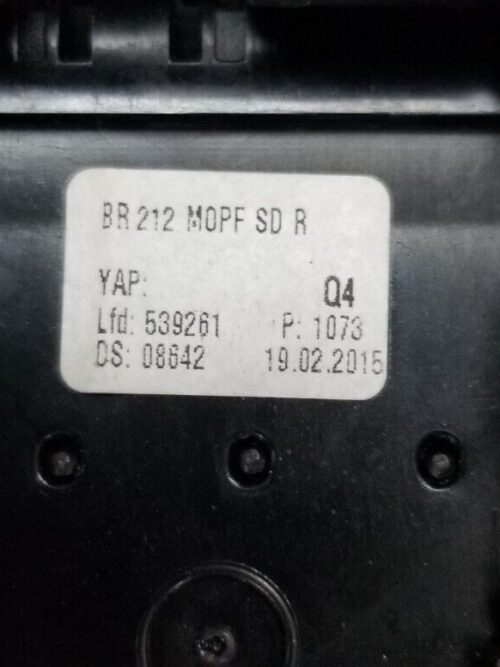 BR 212 MOPF SD R
YAP: Q4
Lfd: 539261 P: 1073
DS: 08642 19.02.2015